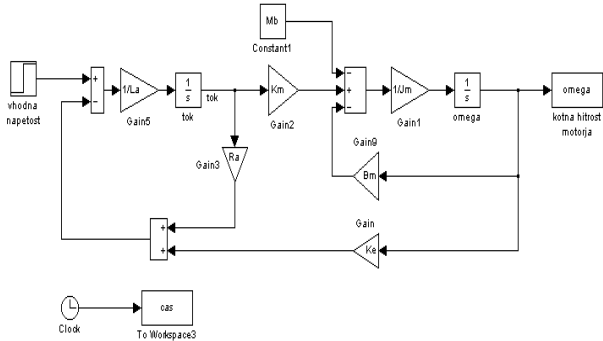 Mb
Constant1
vhodna
napetost
+
−
1/La
Gain5
1
s
tok
tok
Km
Gain2
−
+
−
1/Jm
Gain1
1
s
omega
omega
kotna hitrost
motorja
Gain3
Ra
Gain9
Bm
+
+
Gain
Ke
Clock
cas
To Workspace3